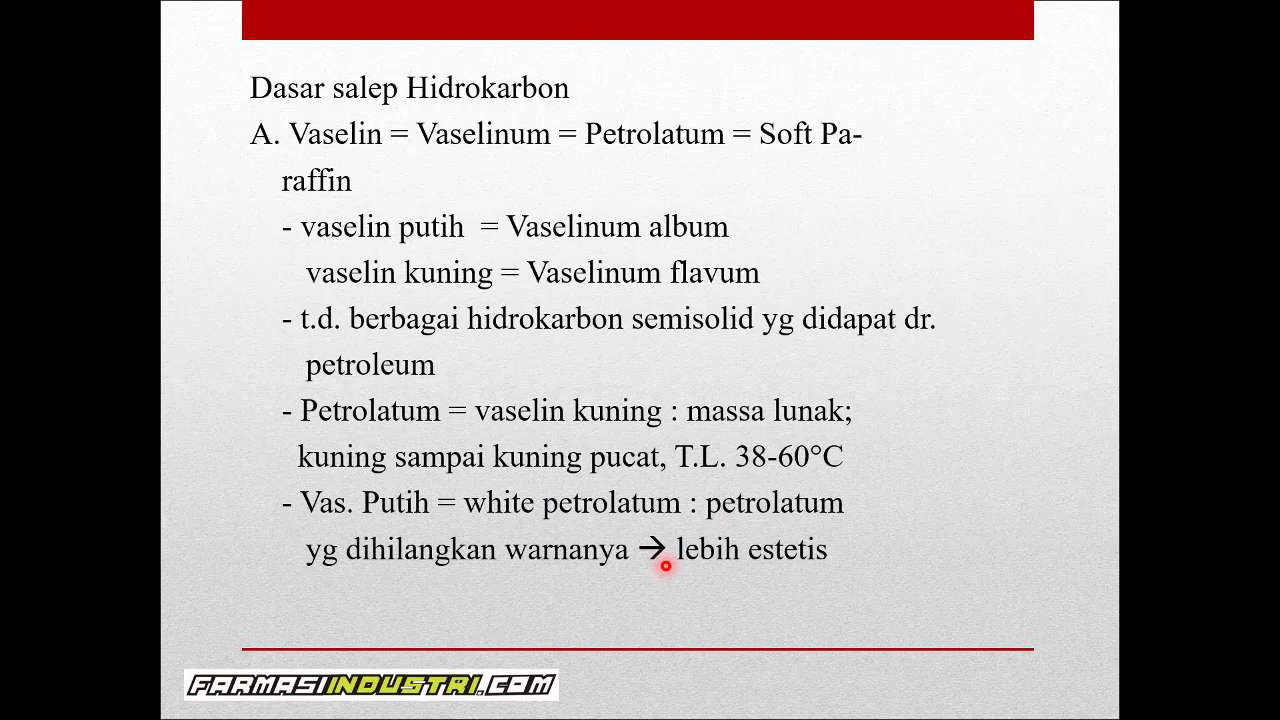 Dasar salep Hidrokarbon
A. Vaselin = Vaselinum = Petrolatum = Soft Pa-
raffin
- vaselin putih = Vaselinum album
vaselin kuning = Vaselinum flavum
- t.d. berbagai hidrokarbon semisolid yg didapat dr.
petroleum
- Petrolatum = vaselin kuning : massa lunak;
kuning sampai kuning pucat, T.L. 38-60°C
- Vas. Putih = white petrolatum : petrolatum
yg dihilangkan warnanya → lebih estetis
FARMASIINDUSTRI.COM